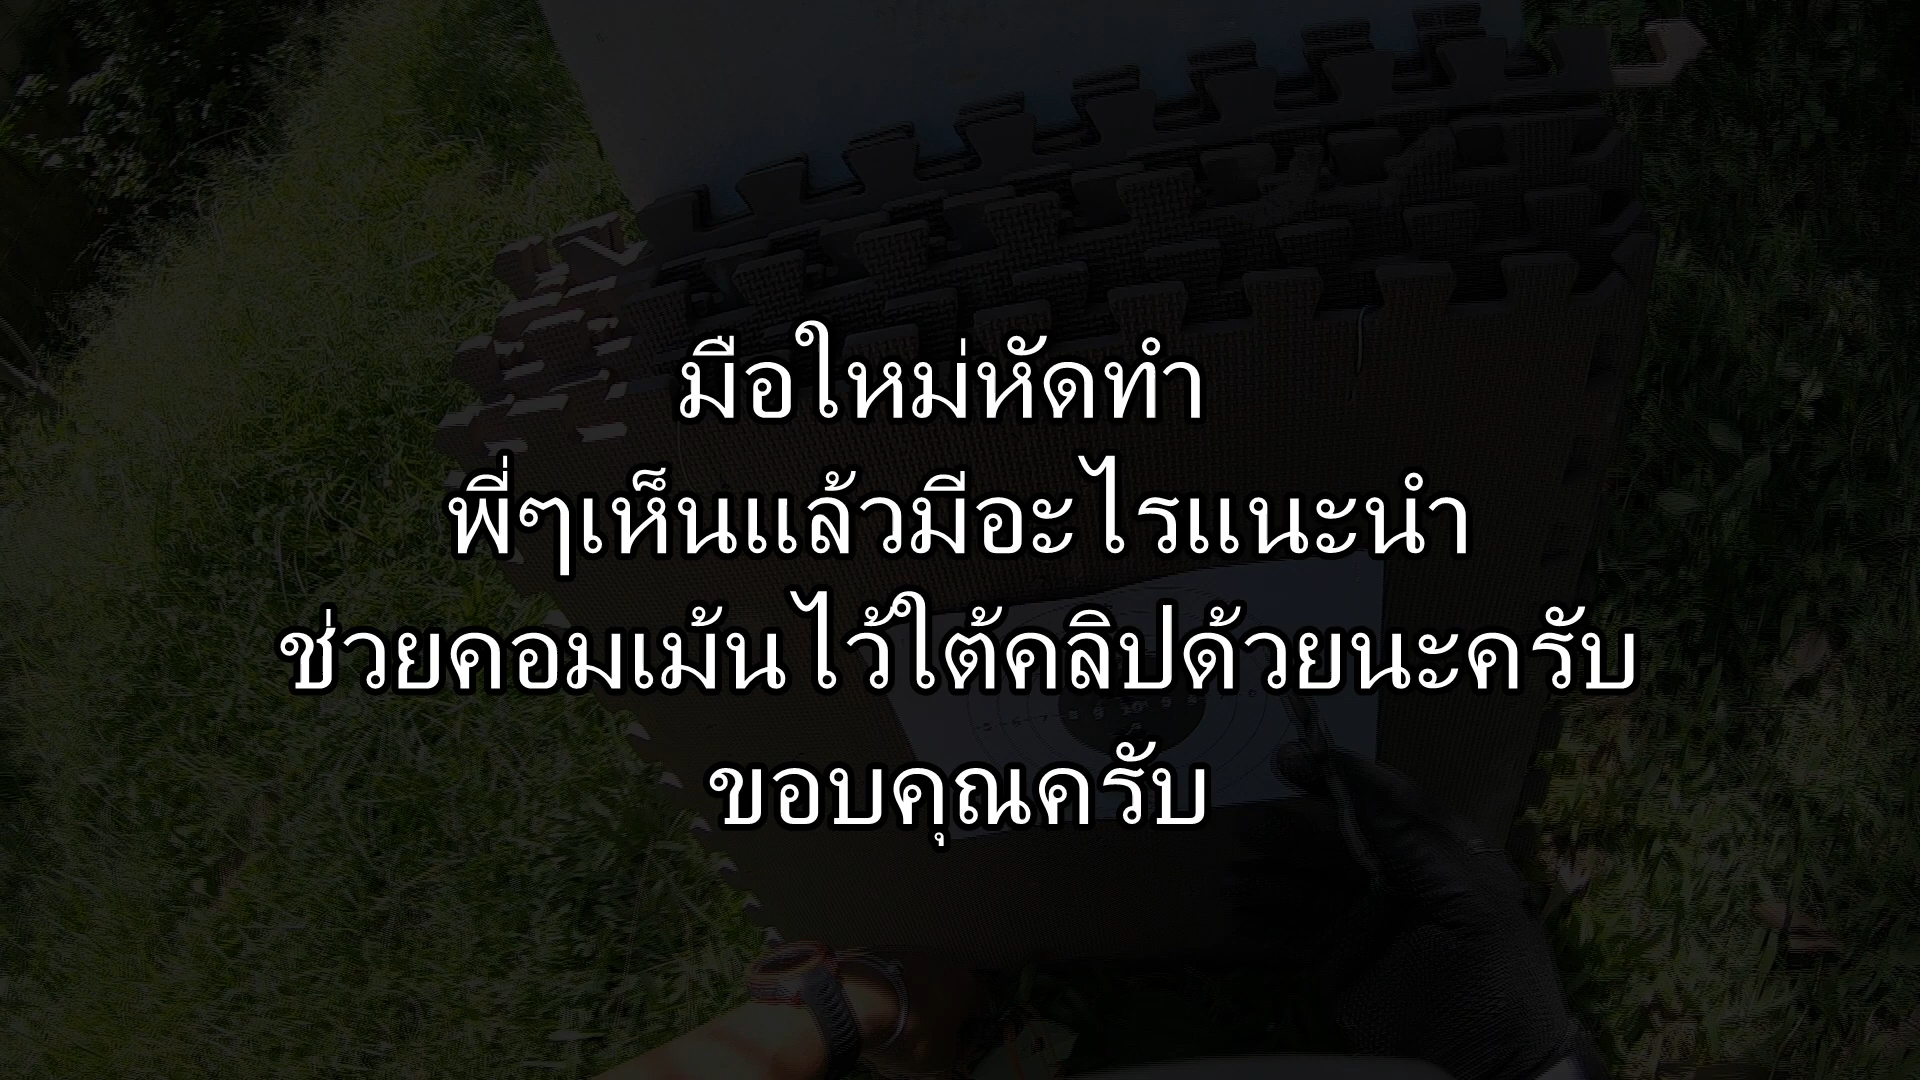 มือใหม่หัดทำ
พี่ๆเห็นแล้วมีอะไรแนะนำ
ช่วยคอมเม้นไว้ใต้คลิปด้วยนะครับ
ขอบคุณครับ